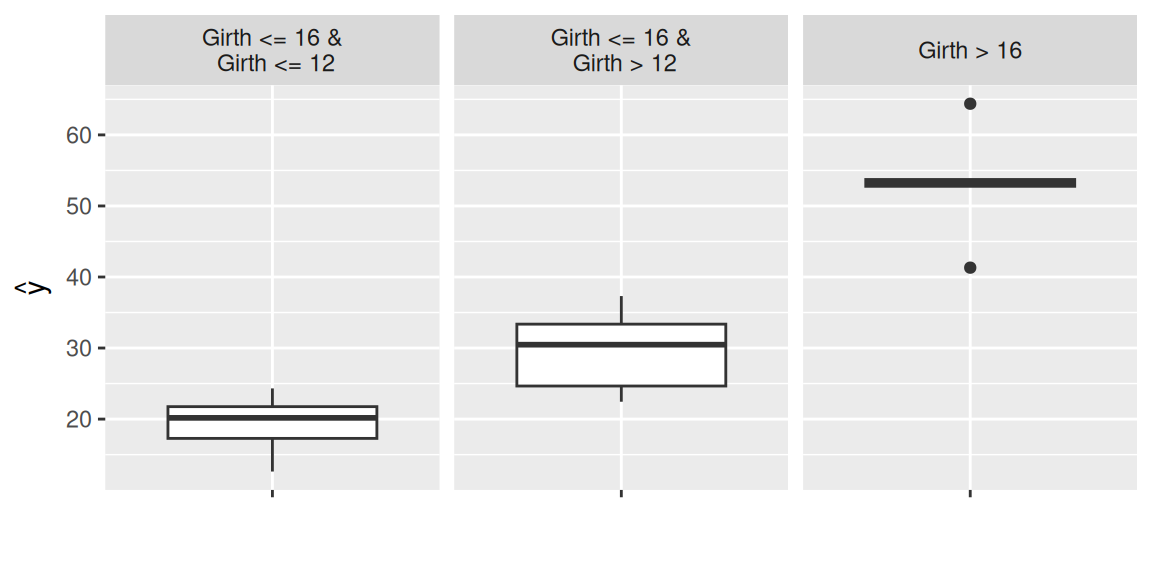 Girth <= 16 &
Girth <= 12
Girth <= 16 &
Girth > 12
Girth > 16
60
50
40
30
20
ŷ